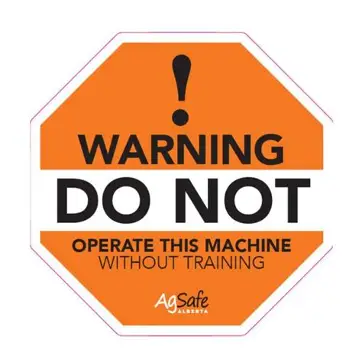 !
WARNING
DO NOT
OPERATE THIS MACHINE
WITHOUT TRAINING
AgSafe
ALBERTA